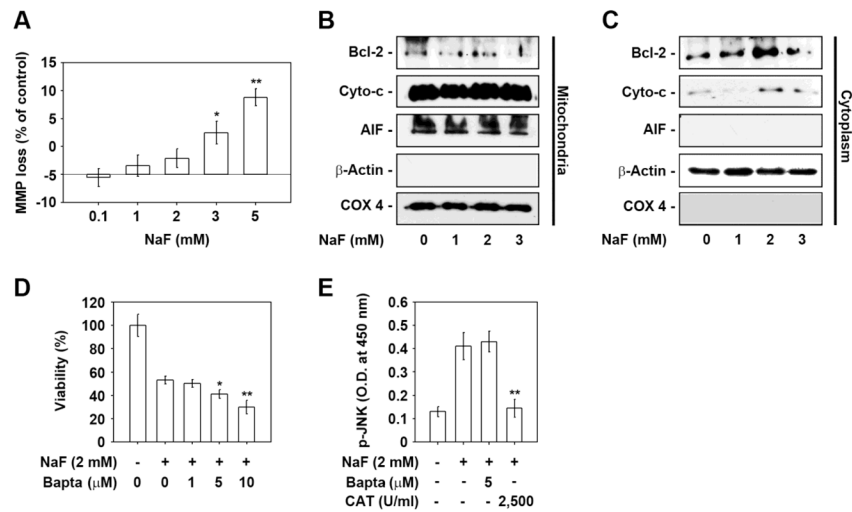 A
MMP loss (% of control)
15
10
5
0
-5
-10
*
**
0.1 1 2 3 5
NaF (mM)
B
Bcl-2 -
Cyto-c -
AIF -
β-Actin -
COX 4 -
NaF (mM) 0 1 2 3
Mitochondria
C
Bcl-2 -
Cyto-c -
AIF -
β-Actin -
COX 4 -
NaF (mM) 0 1 2 3
Cytoplasm
D
Viability (%)
120
100
80
60
40
20
0
*
**
NaF (2 mM) - + + + +
Bapta (μM) 0 0 1 5 10
E
p-JNK (O.D. at 450 nm)
0.6
0.5
0.4
0.3
0.2
0.1
0
**
NaF (2 mM) - + + +
Bapta (μM) - - 5 -
CAT (U/ml) - - - 2,500